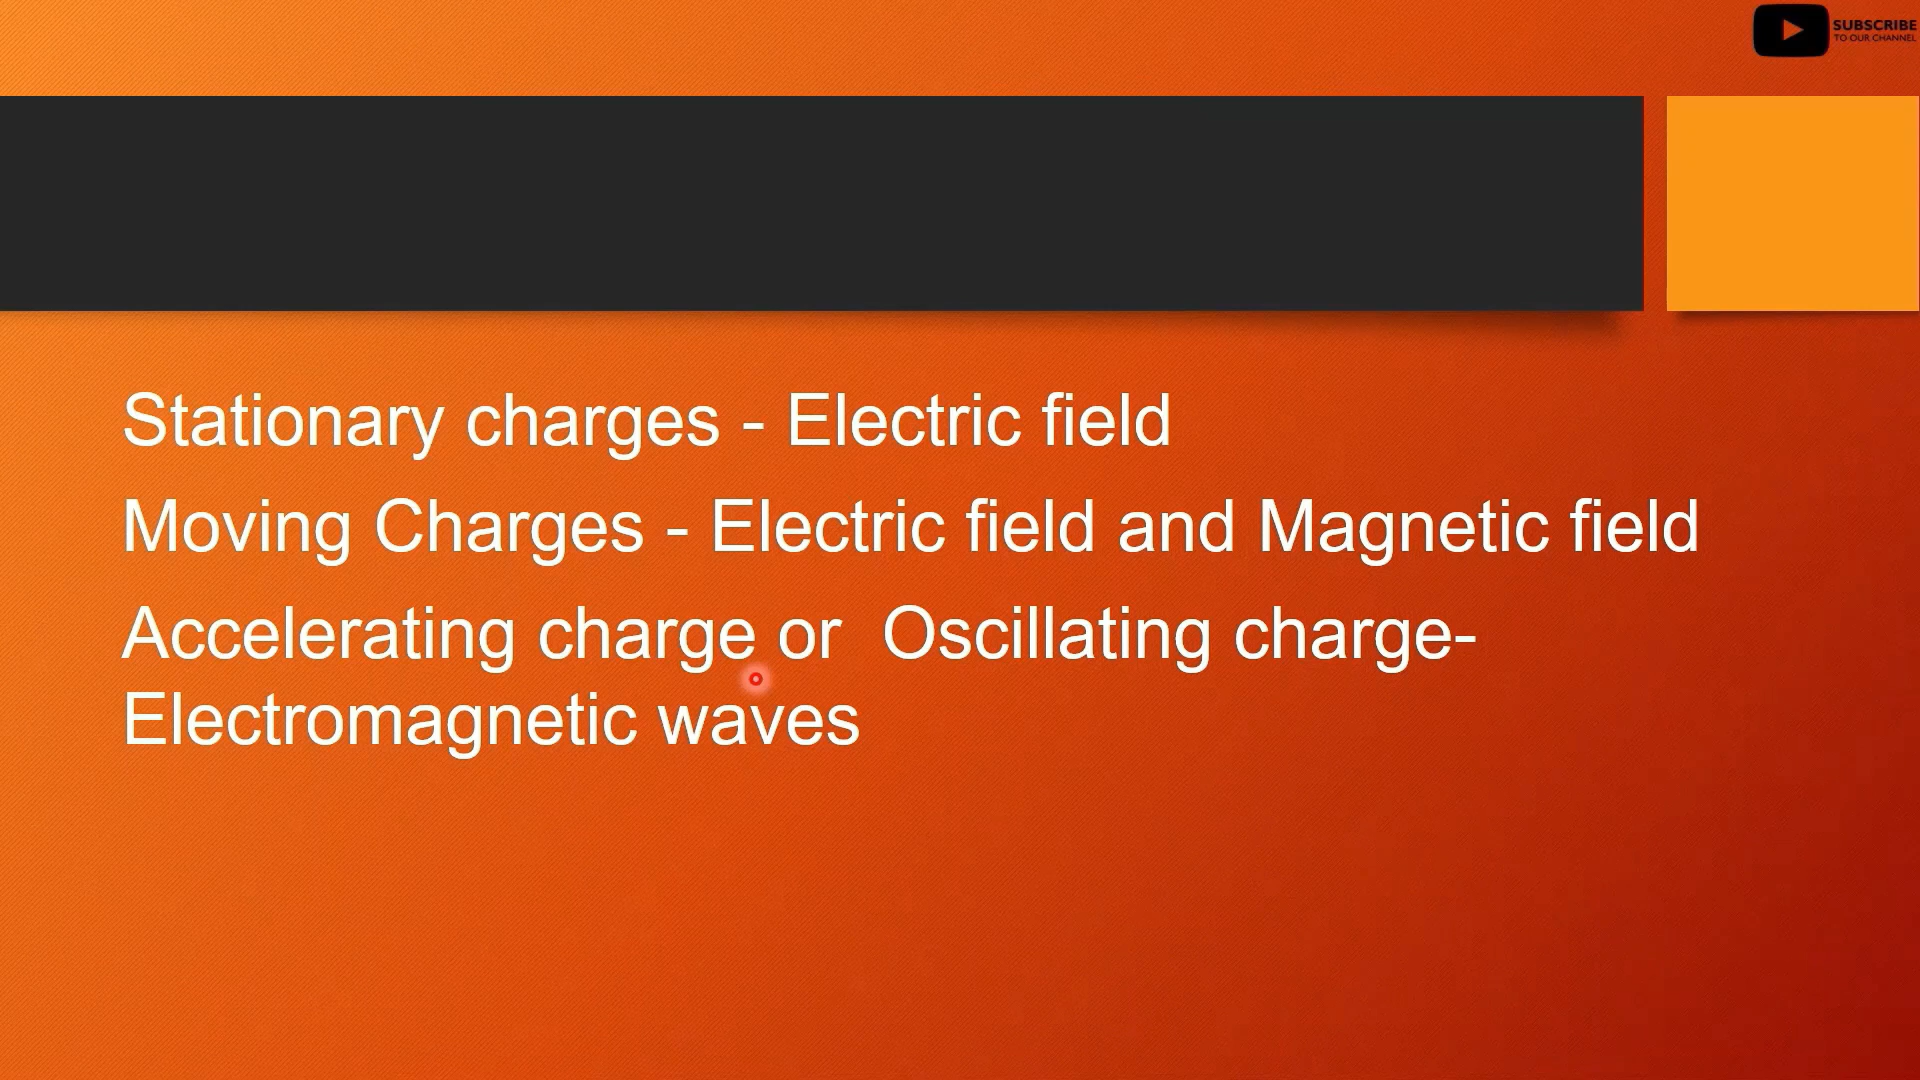 SUBSCRIBE
TO OUR CHANNEL
Stationary charges - Electric field
Moving Charges - Electric field and Magnetic field
Accelerating charge or  Oscillating charge-
Electromagnetic waves